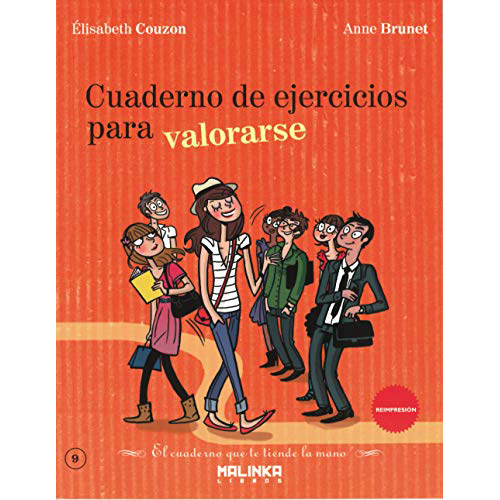 Élisabeth Couzon
Anne Brunet
Cuaderno de ejercicios
para valorarse
REIMPRESIÓN
El cuaderno que te tiende la mano
9
MALINKA
LIBROS